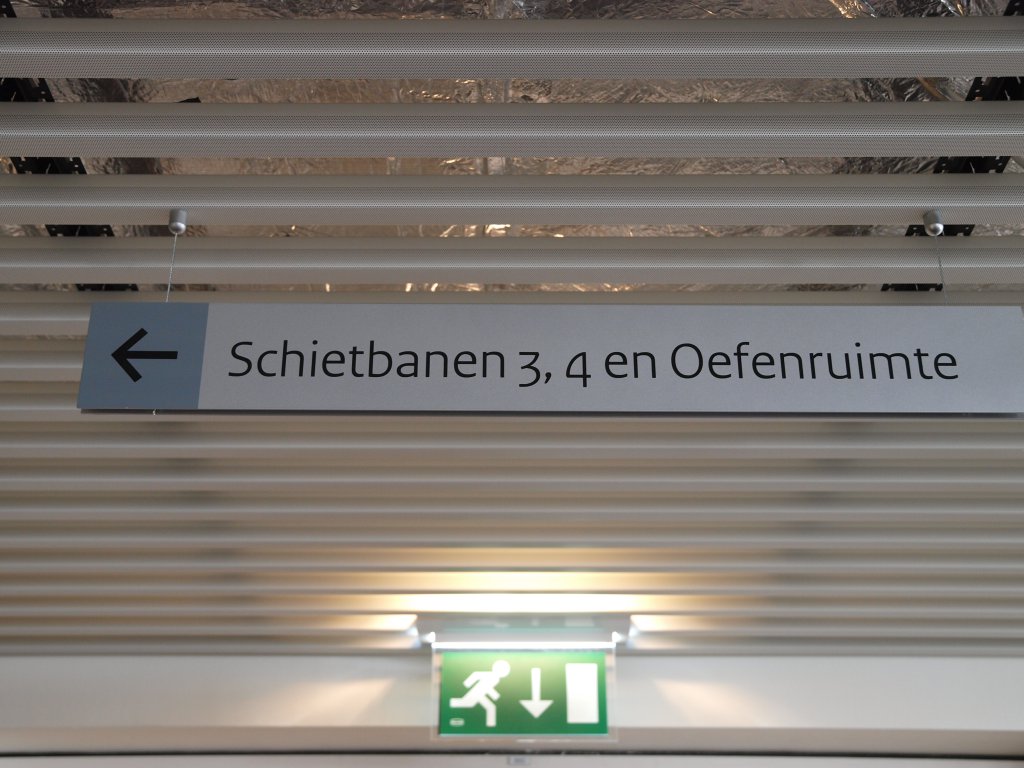 Schietbanen 3, 4 en Oefenruimte